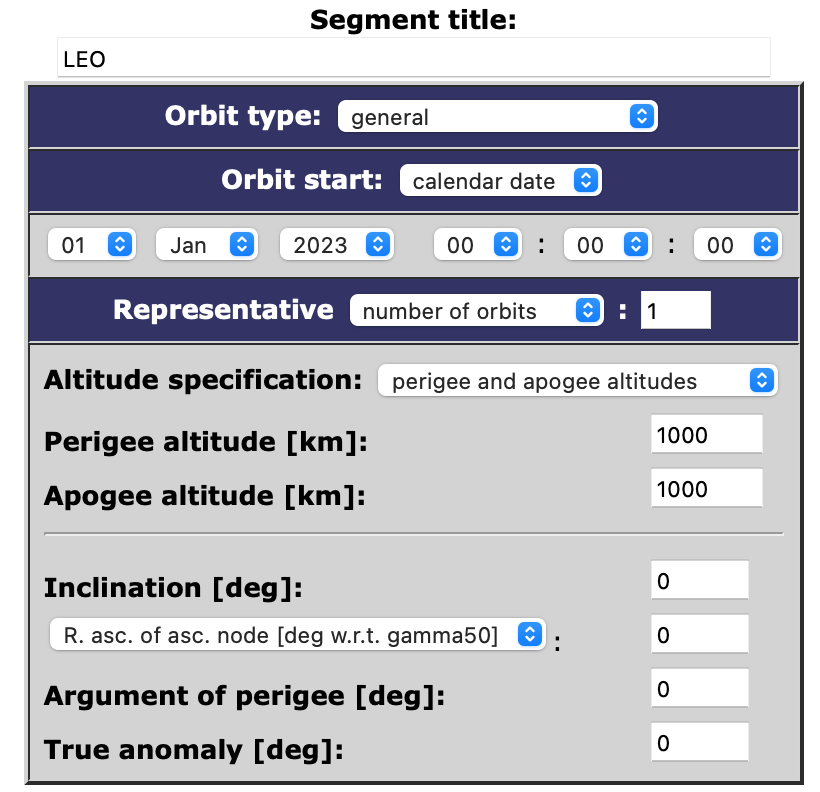 Segment title:
LEO
Orbit type: general
Orbit start: calendar date
01 Jan 2023 00 : 00 : 00
Representative number of orbits : 1
Altitude specification: perigee and apogee altitudes
Perigee altitude [km]: 1000
Apogee altitude [km]: 1000
Inclination [deg]: 0
R. asc. of asc. node [deg w.r.t. gamma50] : 0
Argument of perigee [deg]: 0
True anomaly [deg]: 0